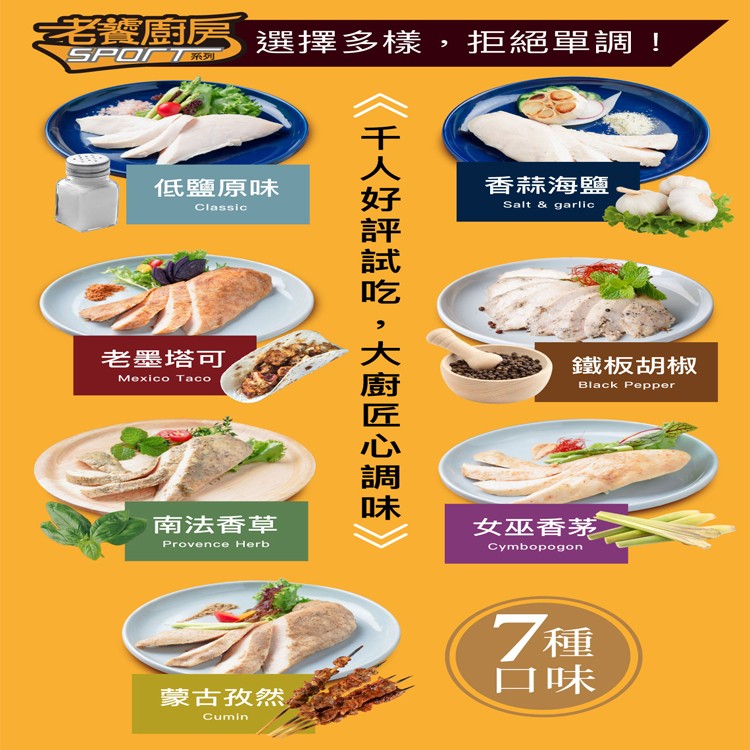 老饕廚房
SPORT 系列
選擇多樣，拒絕單調！
低鹽原味
Classic
香蒜海鹽
Salt & garlic
千人好評試吃，大廚匠心調味
老墨塔可
Mexico Taco
鐵板胡椒
Black Pepper
南法香草
Provence Herb
女巫香茅
Cymbopogon
蒙古孜然
Cumin
7種
口味